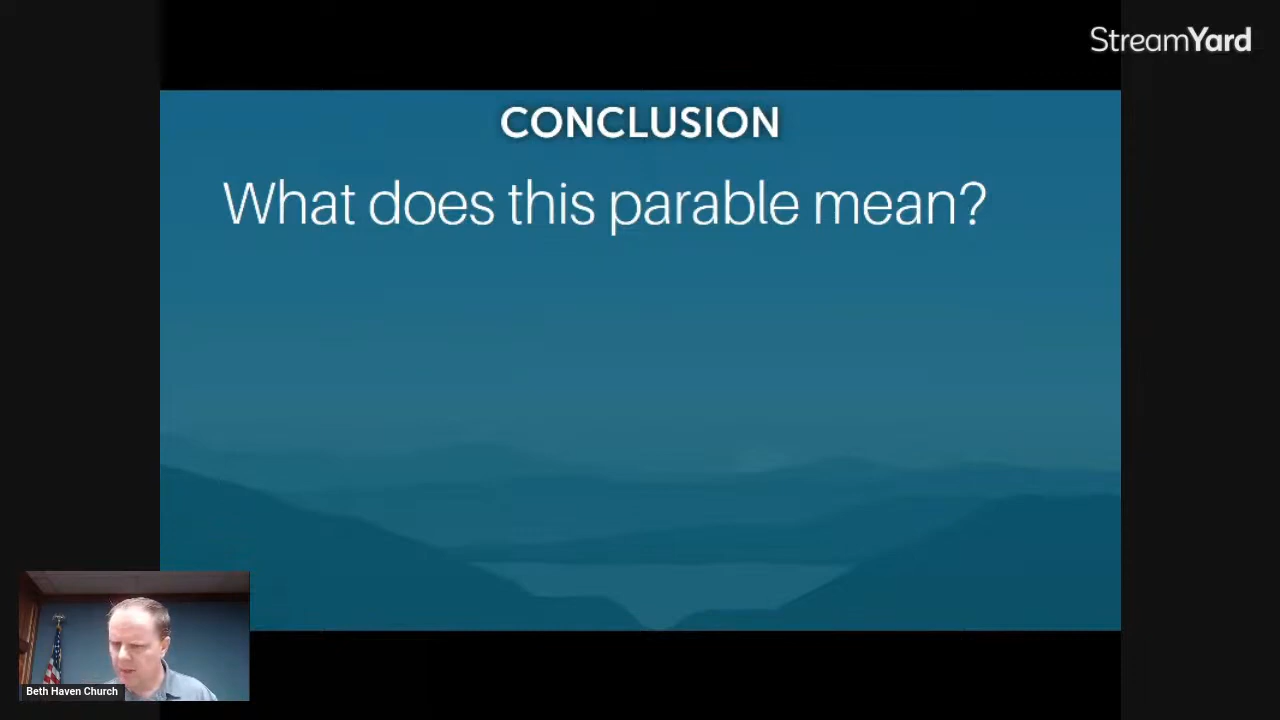 StreamYard
CONCLUSION
What does this parable mean?
Beth Haven Church